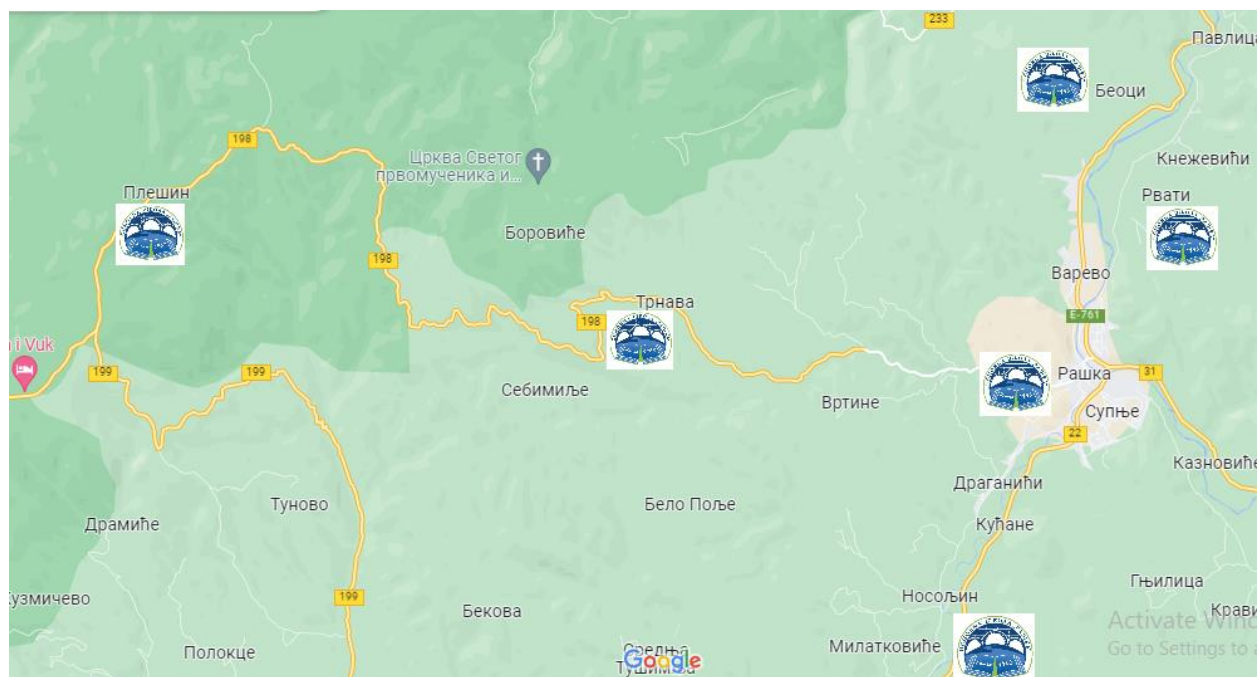 233
Павлица
Беоци
198
Црква Светог
првомученика и...
Кнежевићи
Плешин
Рвати
Боровиће
198
Варево
Трнава
E-761
198
i Vuk
199
199
Рашка
31
Себимиље
Вртине
Супње
22
Казновиће
Драганићи
Туново
Бело Поље
Драмиће
Кућане
Гњилица
199
Носољин
Бекова
Activate Wind
Полокце
Милатковиће
Google
Go to Settings to a